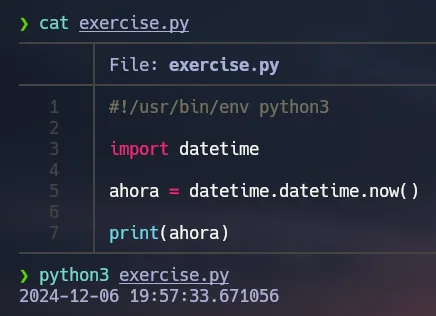 ❯ cat exercise.py
File: exercise.py
1 #!/usr/bin/env python3
2
3 import datetime
4
5 ahora = datetime.datetime.now()
6
7 print(ahora)
❯ python3 exercise.py
2024-12-06 19:57:33.671056